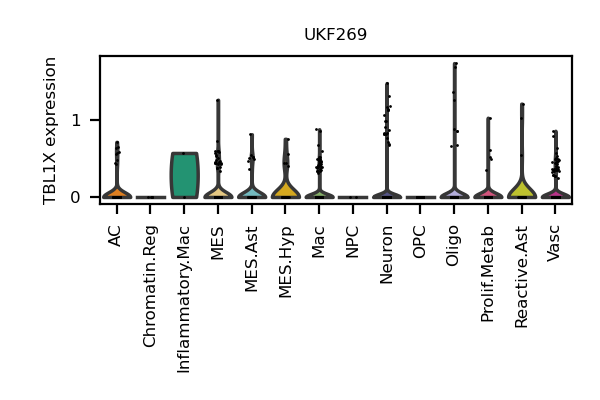 UKF269
TBL1X expression
1
0
AC
Chromatin.Reg
Inflammatory.Mac
MES
MES.Ast
MES.Hyp
Mac
NPC
Neuron
OPC
Oligo
Prolif.Metab
Reactive.Ast
Vasc